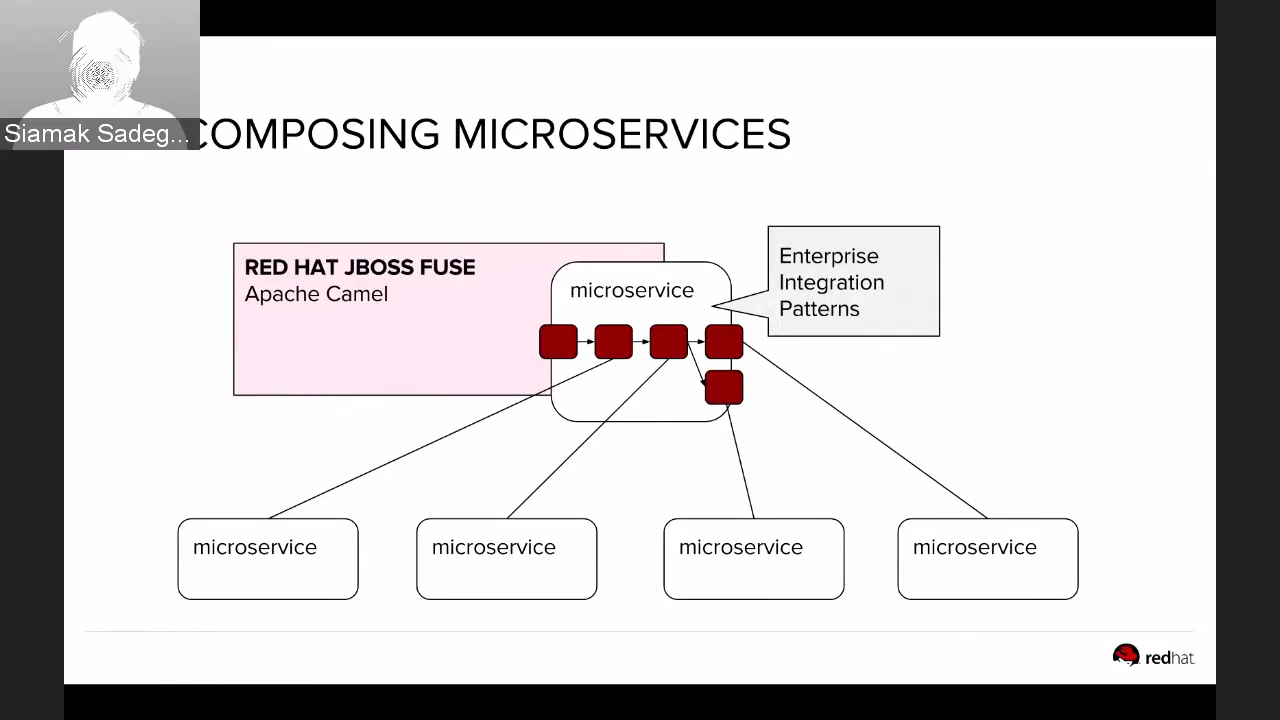 Siamak Sadeg...
COMPOSING MICROSERVICES
RED HAT JBOSS FUSE
Apache Camel
microservice
Enterprise
Integration
Patterns
microservice
microservice
microservice
microservice
redhat.